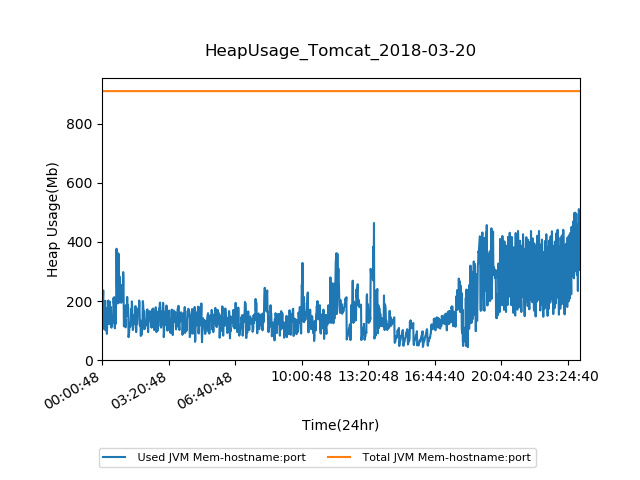 HeapUsage_Tomcat_2018-03-20
Heap Usage(Mb)
800
600
400
200
0
00:00:48 03:20:48 06:40:48 10:00:48 13:20:48 16:44:40 20:04:40 23:24:40
Time(24hr)
Used JVM Mem-hostname:port Total JVM Mem-hostname:port